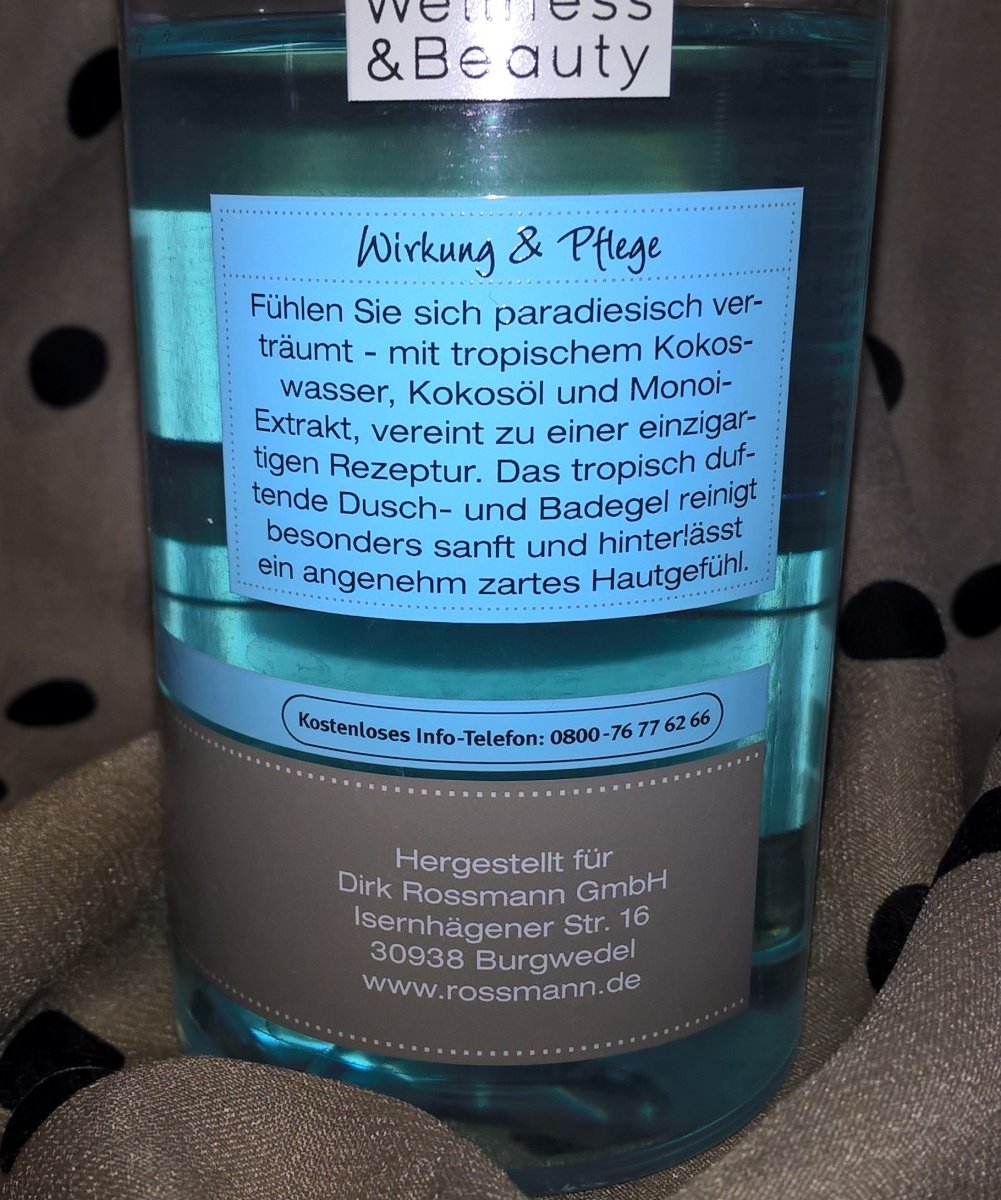 Wellness
&Beauty
Wirkung & Pflege
Fühlen Sie sich paradiesisch ver-
träumt - mit tropischem Kokos-
wasser, Kokosöl und Monoi-
Extrakt, vereint zu einer einzigar-
tigen Rezeptur. Das tropisch duf-
tende Dusch- und Badegel reinigt
besonders sanft und hinterlässt
ein angenehm zartes Hautgefühl.
Kostenloses Info-Telefon: 0800-76 77 62 66
Hergestellt für
Dirk Rossmann GmbH
Isernhägener Str. 16
30938 Burgwedel
www.rossmann.de